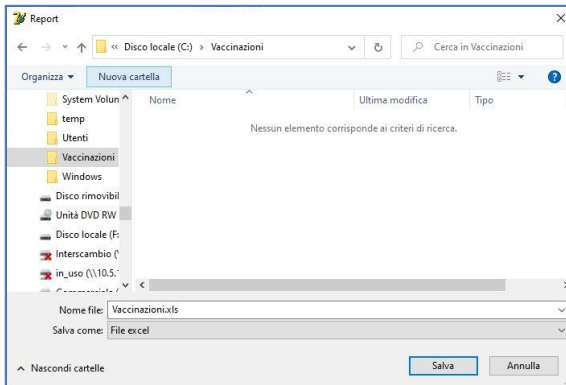 Report
« Disco locale (C:) > Vaccinazioni
Cerca in Vaccinazioni
Organizza
Nuova cartella
System Volun
temp
Utenti
Vaccinazioni
Windows
Disco rimovibil
Unità DVD RW
Disco locale (F:
Interscambio (\
in_uso (\\10.5.1
Nome
Ultima modifica
Tipo
Nessun elemento corrisponde ai criteri di ricerca.
Nome file: Vaccinazioni.xls
Salva come: File excel
Nascondi cartelle
Salva
Annulla